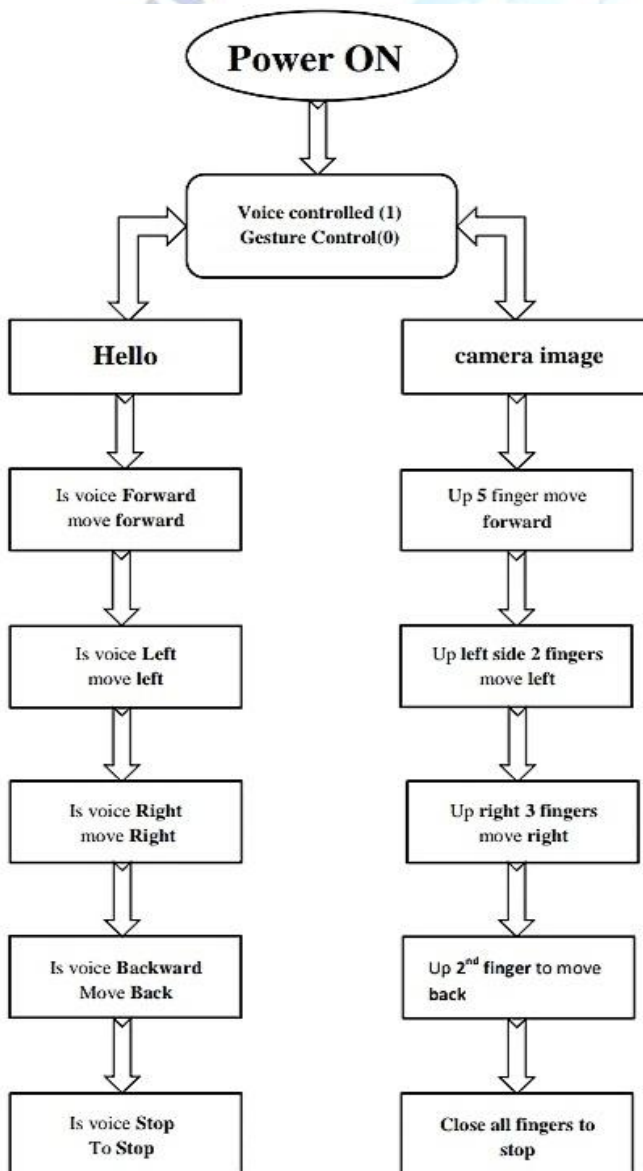 Power ON
Voice controlled (1)
Gesture Control(0)
Hello
Is voice Forward
move forward
Is voice Left
move left
Is voice Right
move Right
Is voice Backward
Move Back
Is voice Stop
To Stop
camera image
Up 5 finger move
forward
Up left side 2 fingers
move left
Up right 3 fingers
move right
Up 2nd finger to move
back
Close all fingers to
stop